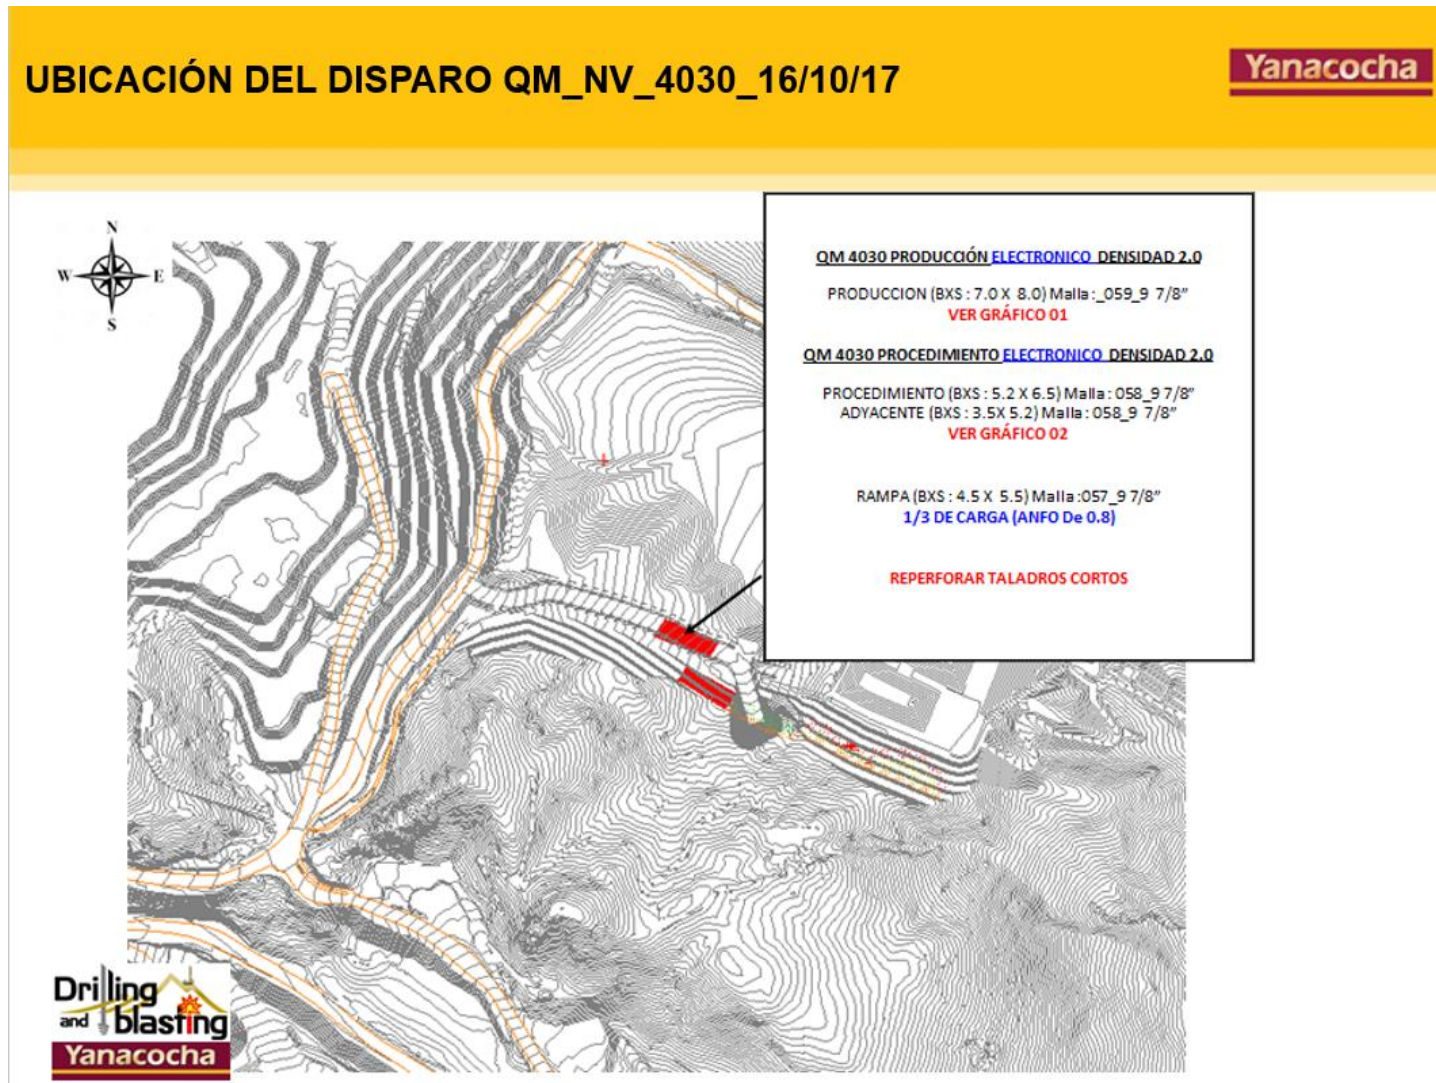 UBICACIÓN DEL DISPARO QM_NV_4030_16/10/17
Yanacocha
N
W
E
S
QM 4030 PRODUCCIÓN ELECTRONICO DENSIDAD 2.0
PRODUCCION (BXS : 7.0 X 8.0) Malla :_059_9 7/8”
VER GRÁFICO 01
QM 4030 PROCEDIMIENTO ELECTRONICO DENSIDAD 2.0
PROCEDIMIENTO (BXS : 5.2 X 6.5) Malla : 058_9 7/8”
ADYACENTE (BXS : 3.5X 5.2) Malla : 058_9 7/8”
VER GRÁFICO 02
RAMPA (BXS : 4.5 X 5.5) Malla :057_9 7/8”
1/3 DE CARGA (ANFO De 0.8)
REPERFORAR TALADROS CORTOS
Drilling
and blasting
Yanacocha